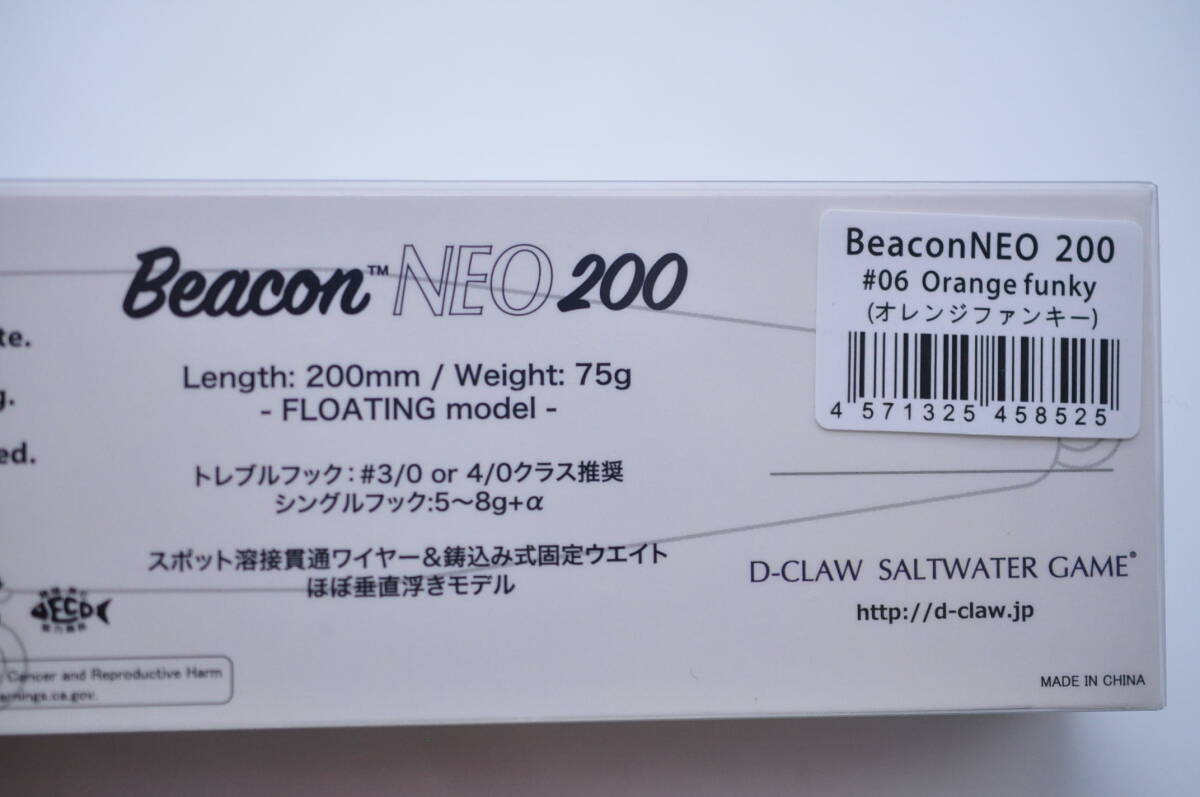 te.
g.
ed.
Beacon™ NEO 200
Length: 200mm / Weight: 75g
- FLOATING model -
トレブルフック：#3/0 or 4/0クラス推奨
シングルフック:5〜8g+α
スポット溶接貫通ワイヤー＆鋳込み式固定ウエイト
ほぼ垂直浮きモデル
ECO
Cancer and Reproductive Harm
arnings.ca.gov.
BeaconNEO 200
#06 Orange funky
(オレンジファンキー)
4 571325 458525
D-CLAW SALTWATER GAME®
http://d-claw.jp
MADE IN CHINA